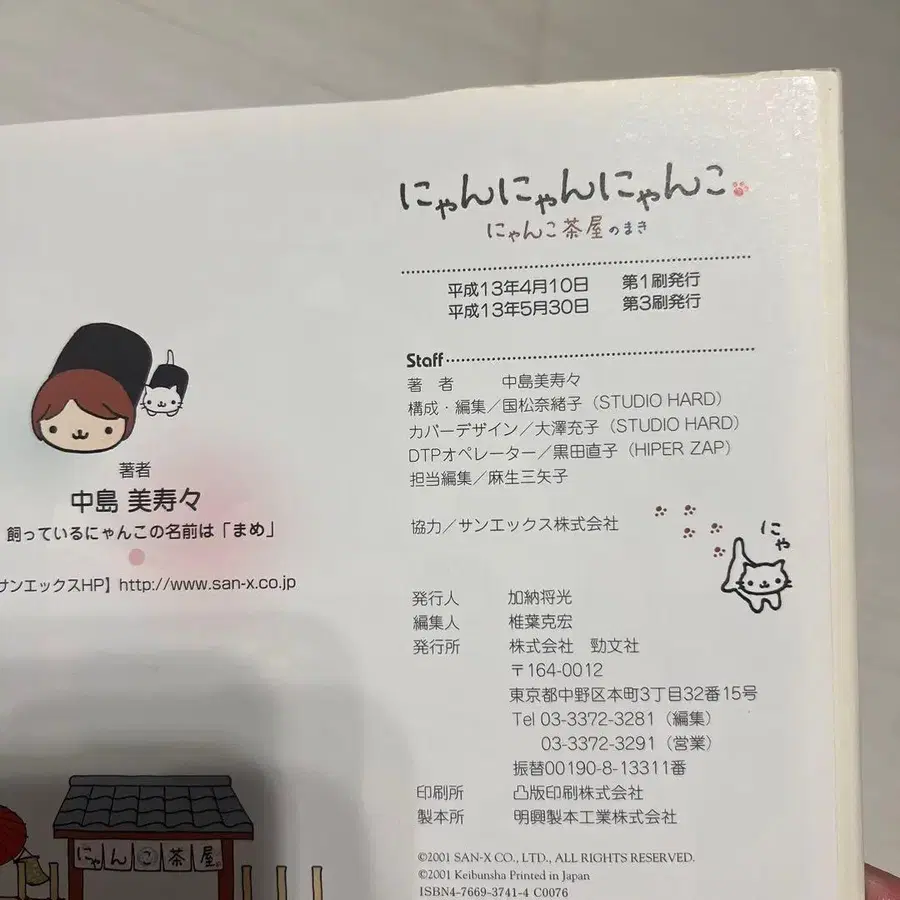 にゃんにゃんにゃんこ
にゃんこ茶屋のまき
平成13年4月10日 第1刷発行
平成13年5月30日 第3刷発行
Staff
著 者 中島美寿々
構成・編集／国松奈緒子（STUDIO HARD）
カバーデザイン／大澤充子（STUDIO HARD）
DTPオペレーター／黒田直子（HIPER ZAP）
担当編集／麻生三矢子
協力／サンエックス株式会社
にゃ
発行人 加納将光
編集人 椎葉克宏
発行所 株式会社 勁文社
〒164-0012
東京都中野区本町3丁目32番15号
Tel 03-3372-3281（編集）
03-3372-3291（営業）
振替00190-8-13311番
印刷所 凸版印刷株式会社
製本所 明興製本工業株式会社
©2001 SAN-X CO., LTD., ALL RIGHTS RESERVED.
©2001 Keibunsha Printed in Japan
ISBN4-7669-3741-4 C0076
著者
中島 美寿々
飼っているにゃんこの名前は「まめ」
サンエックスHP】http://www.san-x.co.jp
にゃんこ茶屋